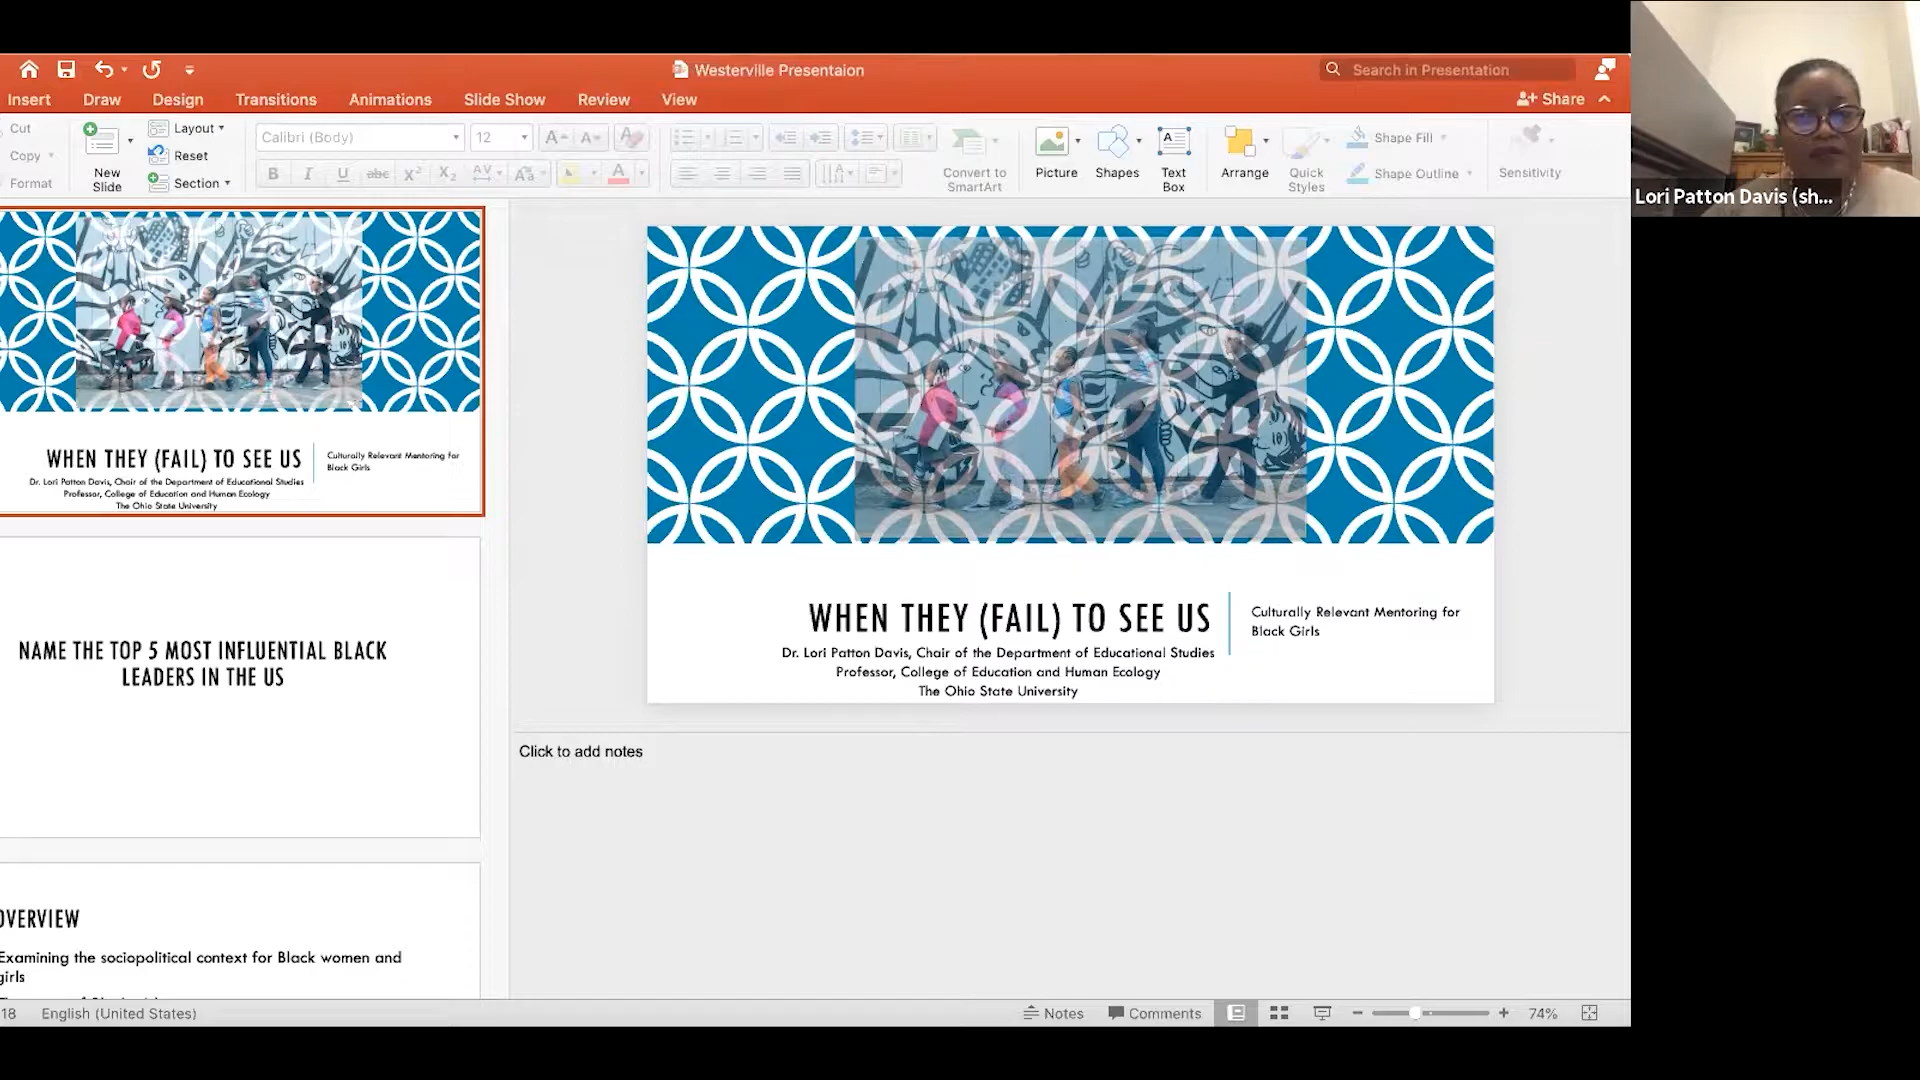 Westerville Presentaion
Search in Presentation
Insert Draw Design Transitions Animations Slide Show Review View
Share
Cut
Copy
Format
New
Slide
Layout
Reset
Section
Calibri (Body)
12
Convert to
SmartArt
Picture
Shapes
Text
Box
Arrange
Quick
Styles
Shape Fill
Shape Outline
Sensitivity
Lori Patton Davis (sh...
WHEN THEY (FAIL) TO SEE US
Culturally Relevant Mentoring for
Black Girls
Dr. Lori Patton Davis, Chair of the Department of Educational Studies
Professor, College of Education and Human Ecology
The Ohio State University
NAME THE TOP 5 MOST INFLUENTIAL BLACK
LEADERS IN THE US
OVERVIEW
Examining the sociopolitical context for Black women and
girls
WHEN THEY (FAIL) TO SEE US
Culturally Relevant Mentoring for
Black Girls
Dr. Lori Patton Davis, Chair of the Department of Educational Studies
Professor, College of Education and Human Ecology
The Ohio State University
Click to add notes
18 English (United States)
Notes Comments
74%